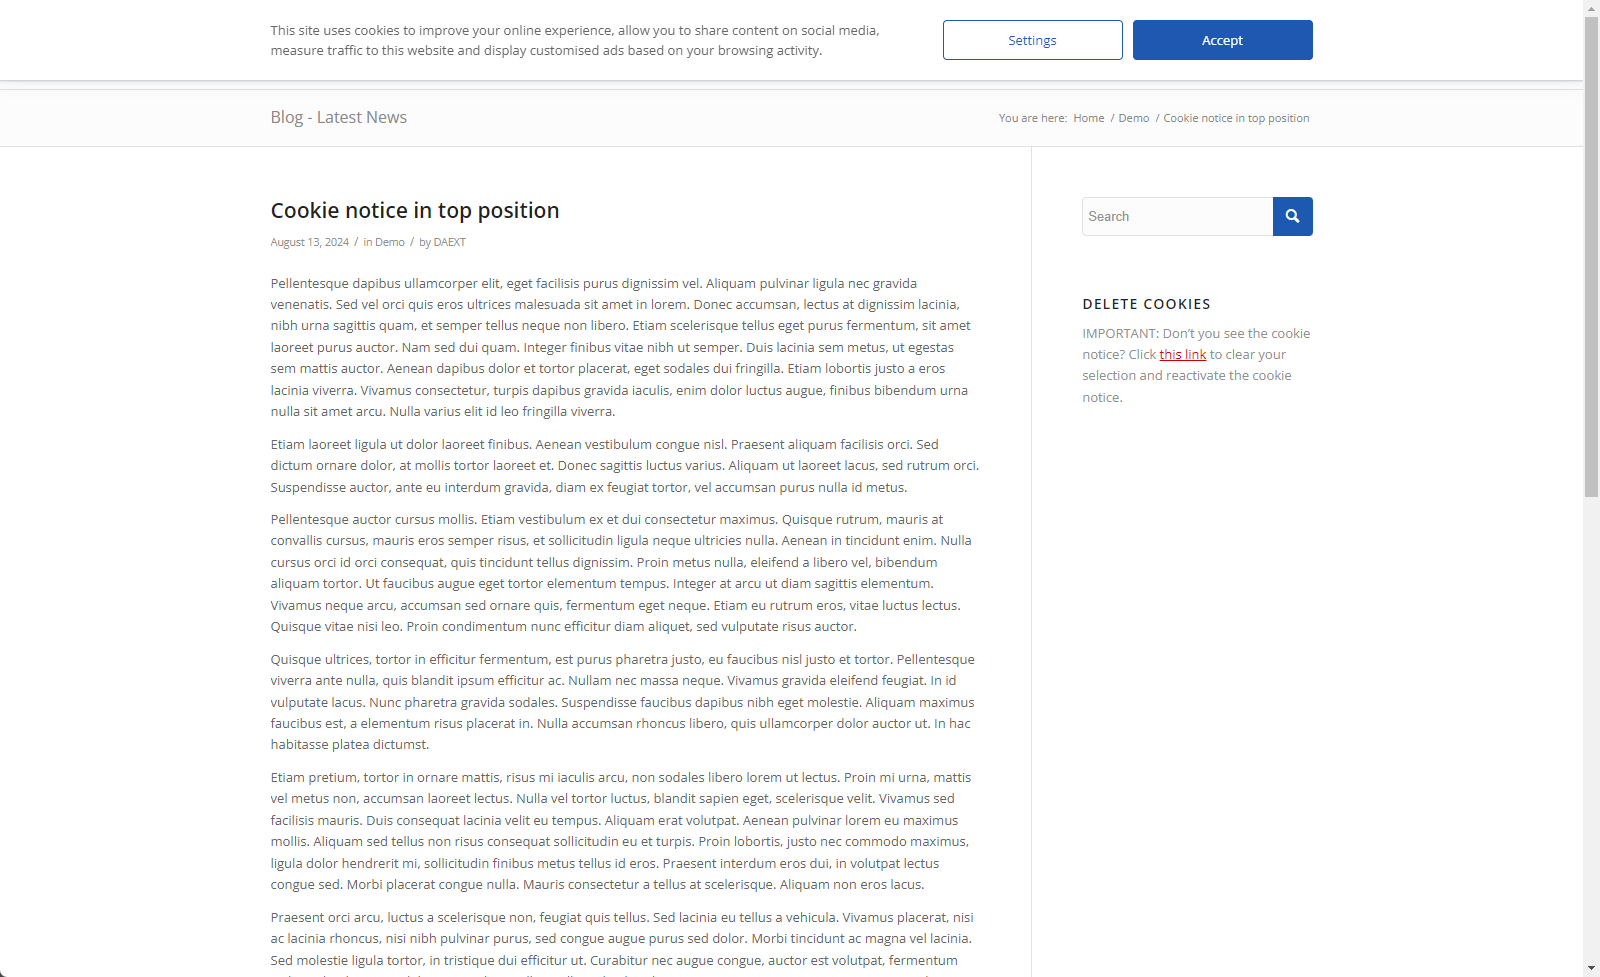 This site uses cookies to improve your online experience, allow you to share content on social media,
measure traffic to this website and display customised ads based on your browsing activity.
Settings
Accept
Blog - Latest News
You are here: Home / Demo / Cookie notice in top position
Cookie notice in top position
August 13, 2024 / in Demo / by DAEXT
Pellentesque dapibus ullamcorper elit, eget facilisis purus dignissim vel. Aliquam pulvinar ligula nec gravida
venenatis. Sed vel orci quis eros ultrices malesuada sit amet in lorem. Donec accumsan, lectus at dignissim lacinia,
nibh urna sagittis quam, et semper tellus neque non libero. Etiam scelerisque tellus eget purus fermentum, sit amet
laoreet purus auctor. Nam sed dui quam. Integer finibus vitae nibh ut semper. Duis lacinia sem metus, ut egestas
sem mattis auctor. Aenean dapibus dolor et tortor placerat, eget sodales dui fringilla. Etiam lobortis justo a eros
lacinia viverra. Vivamus consectetur, turpis dapibus gravida iaculis, enim dolor luctus augue, finibus bibendum urna
nulla sit amet arcu. Nulla varius elit id leo fringilla viverra.
Etiam laoreet ligula ut dolor laoreet finibus. Aenean vestibulum congue nisl. Praesent aliquam facilisis orci. Sed
dictum ornare dolor, at mollis tortor laoreet et. Donec sagittis luctus varius. Aliquam ut laoreet lacus, sed rutrum orci.
Suspendisse auctor, ante eu interdum gravida, diam ex feugiat tortor, vel accumsan purus nulla id metus.
Pellentesque auctor cursus mollis. Etiam vestibulum ex et dui consectetur maximus. Quisque rutrum, mauris at
convallis cursus, mauris eros semper risus, et sollicitudin ligula neque ultricies nulla. Aenean in tincidunt enim. Nulla
cursus orci id orci consequat, quis tincidunt tellus dignissim. Proin metus nulla, eleifend a libero vel, bibendum
aliquam tortor. Ut faucibus augue eget tortor elementum tempus. Integer at arcu ut diam sagittis elementum.
Vivamus neque arcu, accumsan sed ornare quis, fermentum eget neque. Etiam eu rutrum eros, vitae luctus lectus.
Quisque vitae nisi leo. Proin condimentum nunc efficitur diam aliquet, sed vulputate risus auctor.
Quisque ultrices, tortor in efficitur fermentum, est purus pharetra justo, eu faucibus nisl justo et tortor. Pellentesque
viverra ante nulla, quis blandit ipsum efficitur ac. Nullam nec massa neque. Vivamus gravida eleifend feugiat. In id
vulputate lacus. Nunc pharetra gravida sodales. Suspendisse faucibus dapibus nibh eget molestie. Aliquam maximus
faucibus est, a elementum risus placerat in. Nulla accumsan rhoncus libero, quis ullamcorper dolor auctor ut. In hac
habitasse platea dictumst.
Etiam pretium, tortor in ornare mattis, risus mi iaculis arcu, non sodales libero lorem ut lectus. Proin mi urna, mattis
vel metus non, accumsan laoreet lectus. Nulla vel tortor luctus, blandit sapien eget, scelerisque velit. Vivamus sed
facilisis mauris. Duis consequat lacinia velit eu tempus. Aliquam erat volutpat. Aenean pulvinar lorem eu maximus
mollis. Aliquam sed tellus non risus consequat sollicitudin eu et turpis. Proin lobortis, justo nec commodo maximus,
ligula dolor hendrerit mi, sollicitudin finibus metus tellus id eros. Praesent interdum eros dui, in volutpat lectus
congue sed. Morbi placerat congue nulla. Mauris consectetur a tellus at scelerisque. Aliquam non eros lacus.
Praesent orci arcu, luctus a scelerisque non, feugiat quis tellus. Sed lacinia eu tellus a vehicula. Vivamus placerat, nisi
ac lacinia rhoncus, nisi nibh pulvinar purus, sed congue augue purus sed dolor. Morbi tincidunt ac magna vel lacinia.
Sed molestie ligula tortor, in tristique dui efficitur ut. Curabitur nec augue congue, auctor est volutpat, fermentum
Search
DELETE COOKIES
IMPORTANT: Don't you see the cookie
notice? Click this link to clear your
selection and reactivate the cookie
notice.